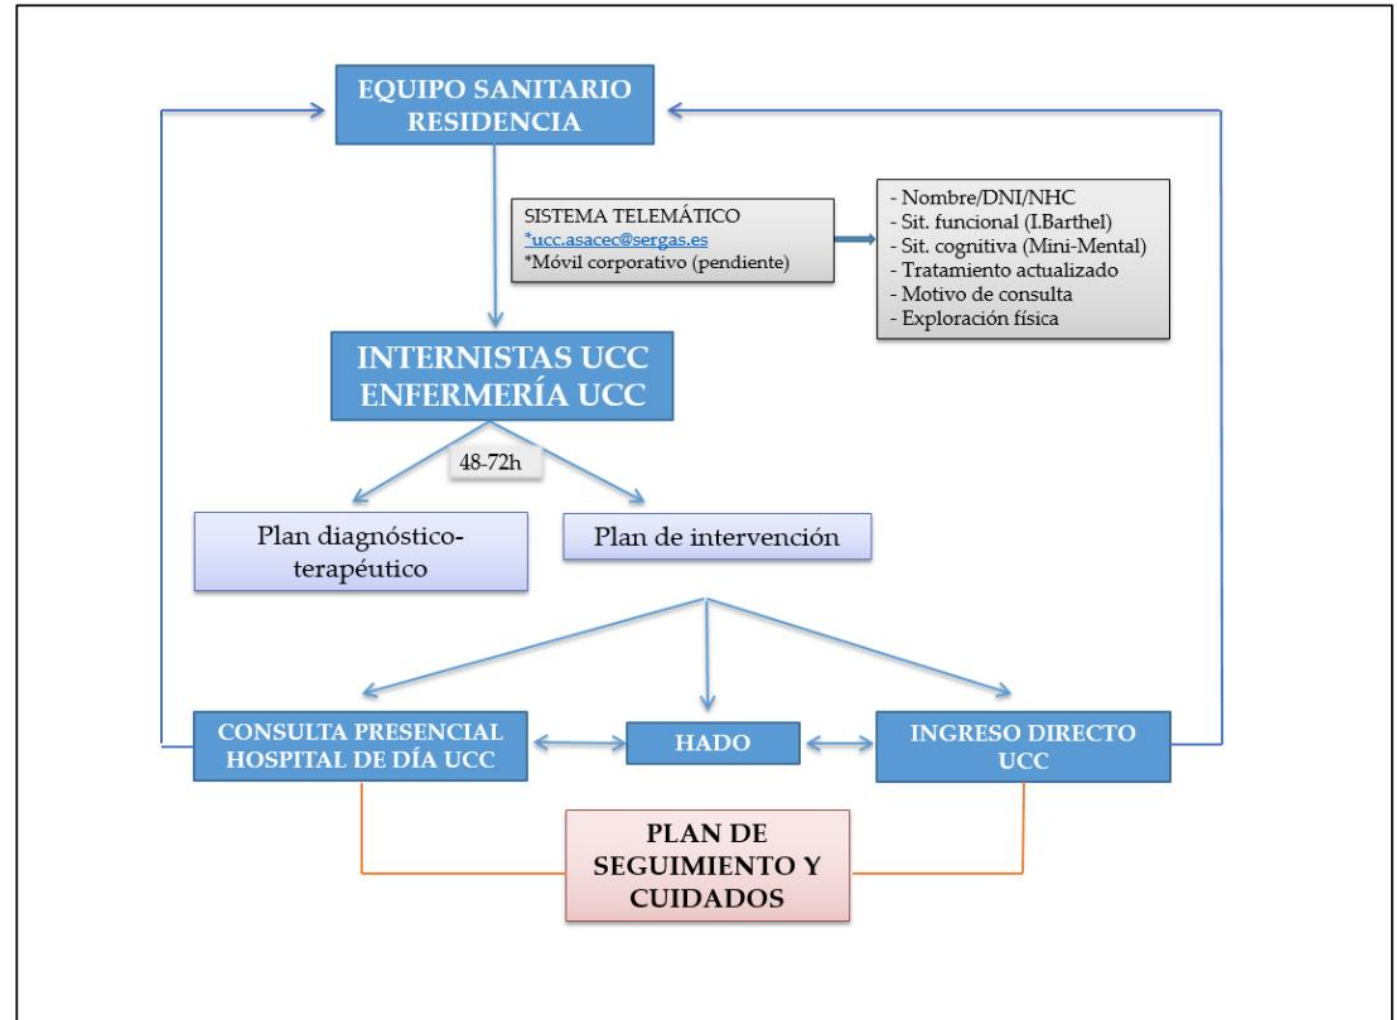 EQUIPO SANITARIO
RESIDENCIA
SISTEMA TELEMÁTICO
*ucc.asacec@sergas.es
*Móvil corporativo (pendiente)
- Nombre/DNI/NHC
- Sit. funcional (I.Barthel)
- Sit. cognitiva (Mini-Mental)
- Tratamiento actualizado
- Motivo de consulta
- Exploración física
INTERNISTAS UCC
ENFERMERÍA UCC
48-72h
Plan diagnóstico-
terapéutico
Plan de intervención
CONSULTA PRESENCIAL
HOSPITAL DE DÍA UCC
HADO
INGRESO DIRECTO
UCC
PLAN DE
SEGUIMIENTO Y
CUIDADOS